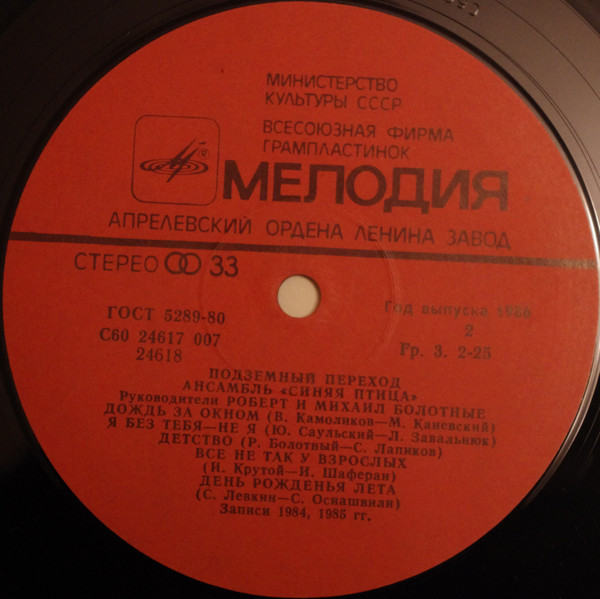 МИНИСТЕРСТВО
КУЛЬТУРЫ СССР
ВСЕСОЮЗНАЯ ФИРМА
ГРАМПЛАСТИНОК
МЕЛОДИЯ
АПРЕЛЕВСКИЙ ОРДЕНА ЛЕНИНА ЗАВОД
СТЕРЕО 33
ГОСТ 5289-80
С60 24617 007
24618
Год выпуска 1986
2
Гр. 3. 2-25
ПОДЗЕМНЫЙ ПЕРЕХОД
АНСАМБЛЬ «СИНЯЯ ПТИЦА»
Руководители РОБЕРТ И МИХАИЛ БОЛОТНЫЕ
ДОЖДЬ ЗА ОКНОМ (В. Камоликов—М. Каневский)
Я БЕЗ ТЕБЯ—НЕ Я (Ю. Саульский—Л. Завальнюк)
ДЕТСТВО (Р. Болотный—С. Лапиков)
ВСЕ НЕ ТАК У ВЗРОСЛЫХ
(И. Крутой—И. Шаферан)
ДЕНЬ РОЖДЕНЬЯ ЛЕТА
(С. Левкин—С. Осиашвили)
Записи 1984, 1985 гг.